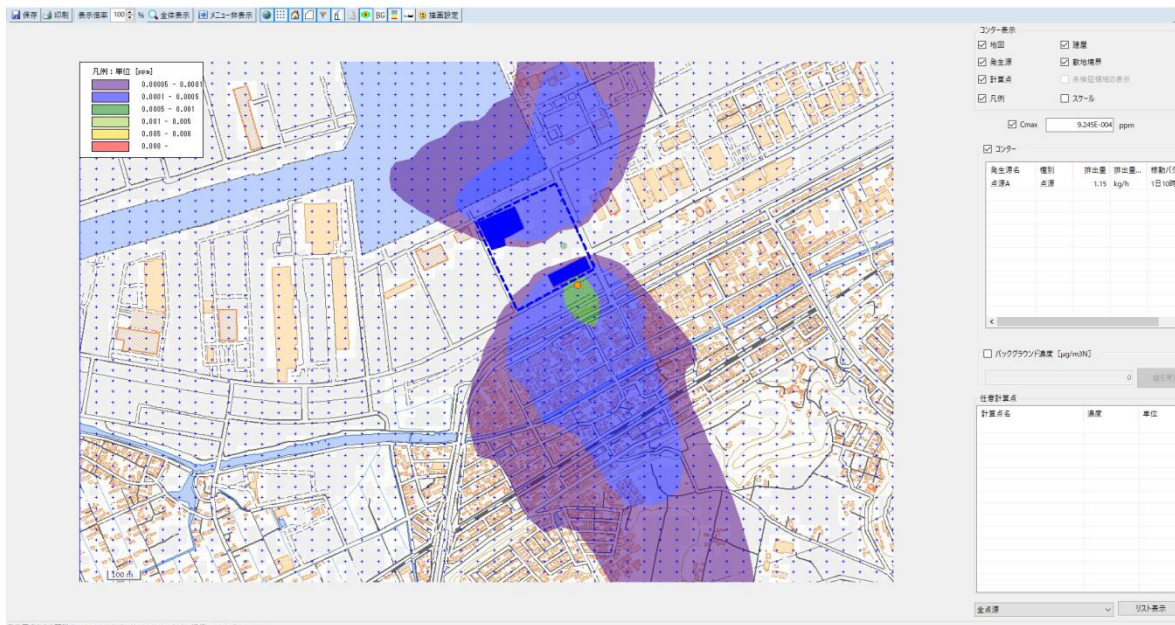 保存 印刷 表示倍率 100 % 全体表示 メニュー非表示 BG 描画設定
凡例：単位 [ppm]
0.00005 - 0.0001
0.0001 - 0.0005
0.0005 - 0.001
0.001 - 0.005
0.005 - 0.008
0.008 -
100 m
コンター表示
地図 建屋
発生源 敷地境界
計算点 未検証領域の表示
凡例 スケール
Cmax 9.245E-004 ppm
コンター
発生源名 種別 排出量 排出量... 移動パタ
点源A 点源 1.15 kg/h 1日10時
バックグラウンド濃度 [μg/m3N]
0
任意計算点
計算点名 濃度 単位
全点源 リスト表示